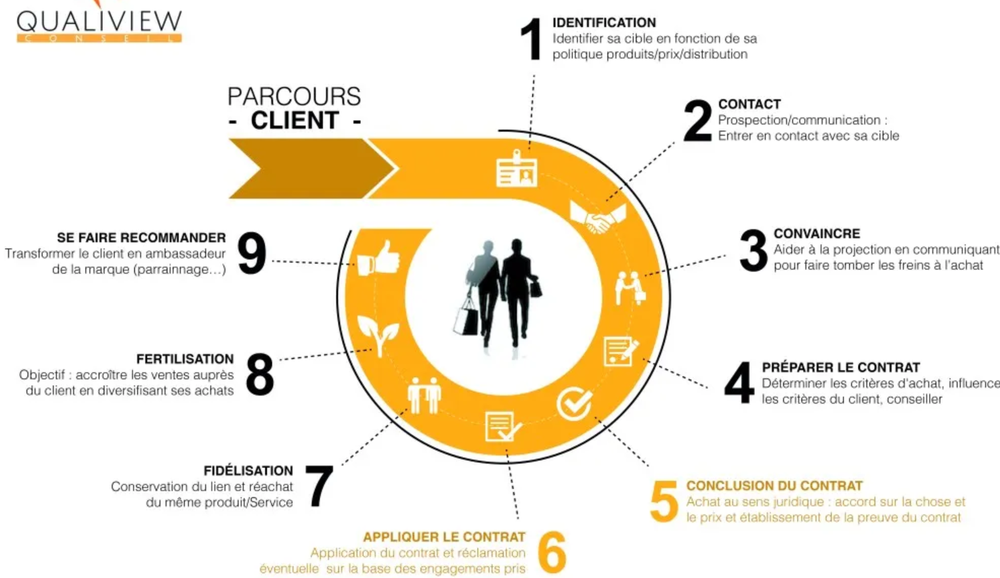 QUALIVIEW
CONSEIL
PARCOURS
- CLIENT -
1
IDENTIFICATION
Identifier sa cible en fonction de sa
politique produits/prix/distribution
2
CONTACT
Prospection/communication :
Entrer en contact avec sa cible
3
CONVAINCRE
Aider à la projection en communiquant
pour faire tomber les freins à l'achat
4
PRÉPARER LE CONTRAT
Déterminer les critères d'achat, influence
les critères du client, conseiller
5
CONCLUSION DU CONTRAT
Achat au sens juridique : accord sur la chose et
le prix et établissement de la preuve du contrat
6
APPLIQUER LE CONTRAT
Application du contrat et réclamation
éventuelle sur la base des engagements pris
7
FIDÉLISATION
Conservation du lien et réachat
du même produit/Service
8
FERTILISATION
Objectif : accroître les ventes auprès
du client en diversifisant ses achats
9
SE FAIRE RECOMMANDER
Transformer le client en ambassadeur
de la marque (parrainnage...)